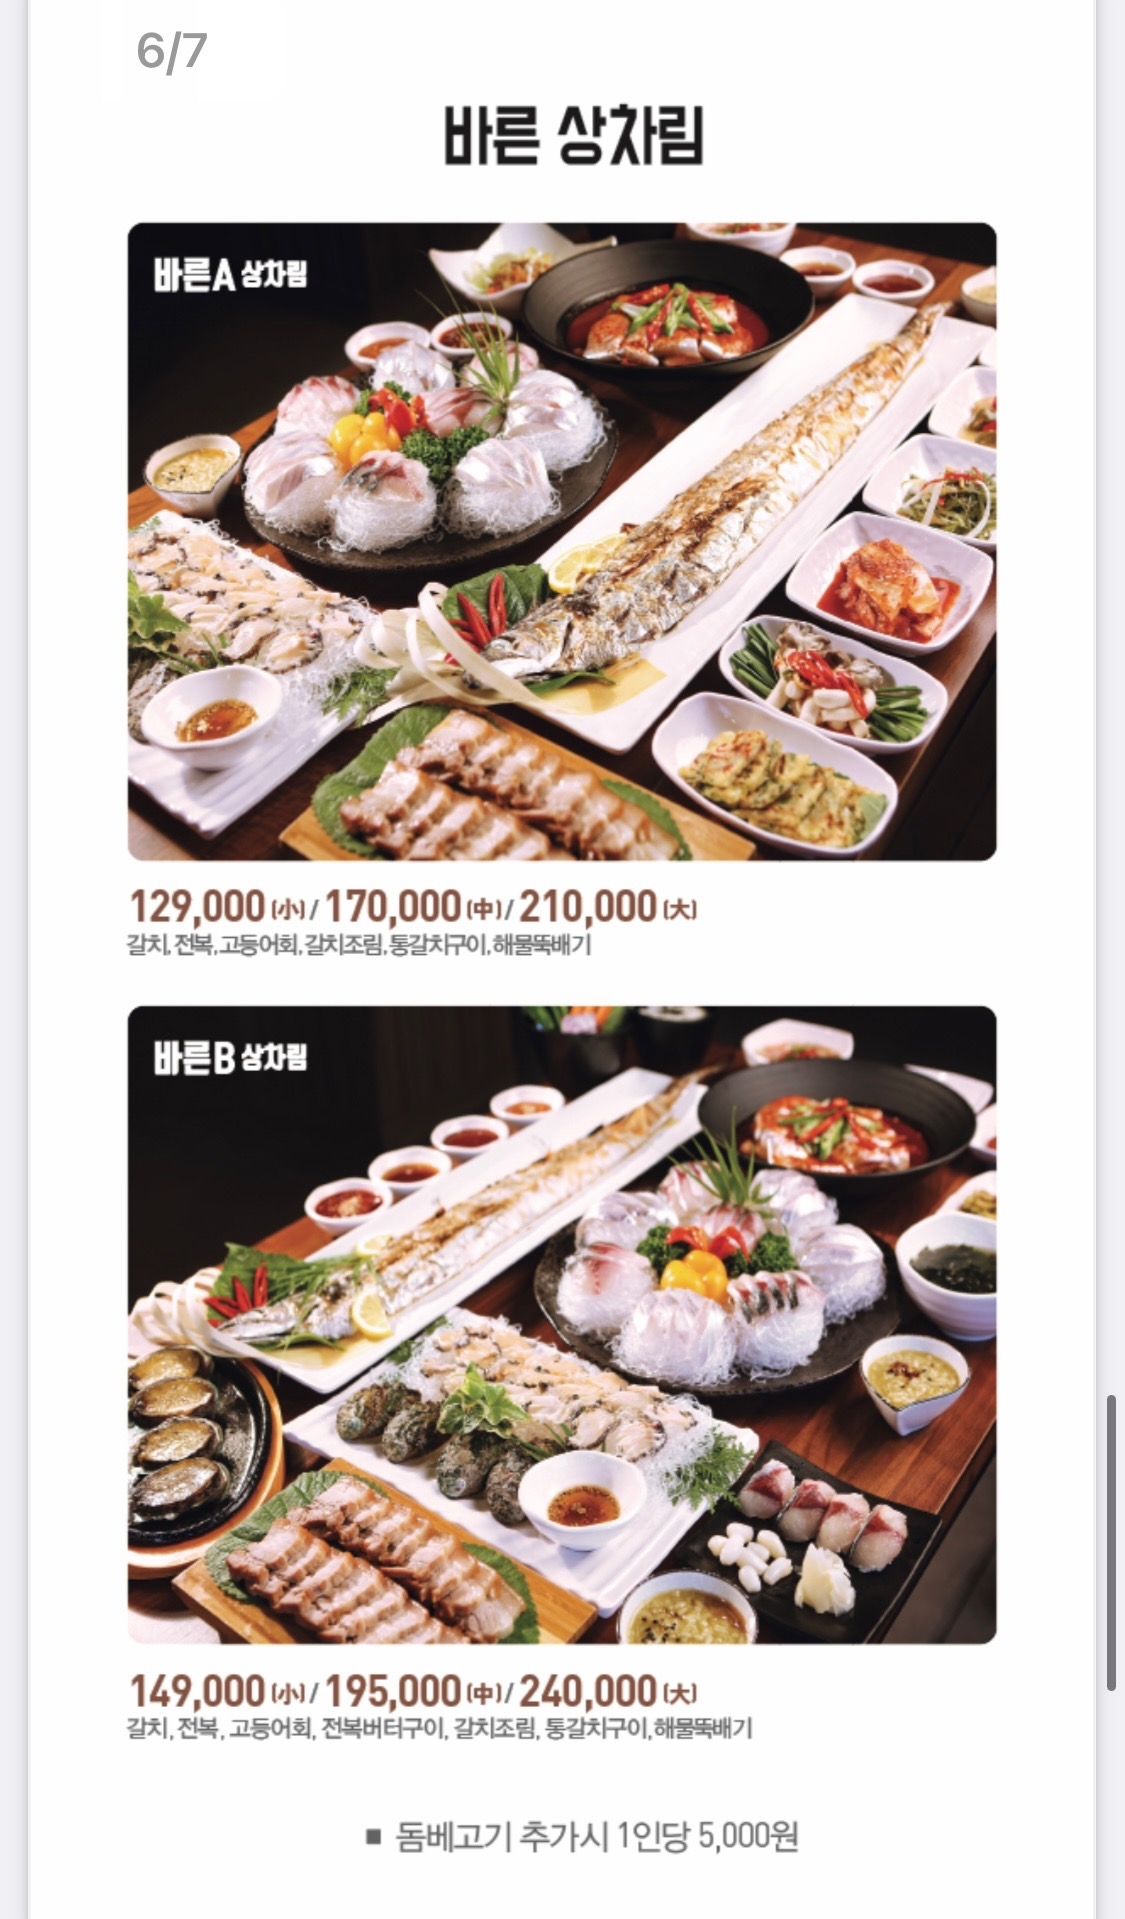 6/7
바른 상차림
바른A 상차림
129,000 (小) / 170,000 (中) / 210,000 (大)
갈치, 전복, 고등어회, 갈치조림, 통갈치구이, 해물뚝배기
바른B 상차림
149,000 (小) / 195,000 (中) / 240,000 (大)
갈치, 전복, 고등어회, 전복버터구이, 갈치조림, 통갈치구이, 해물뚝배기
■ 돔베고기 추가시 1인당 5,000원